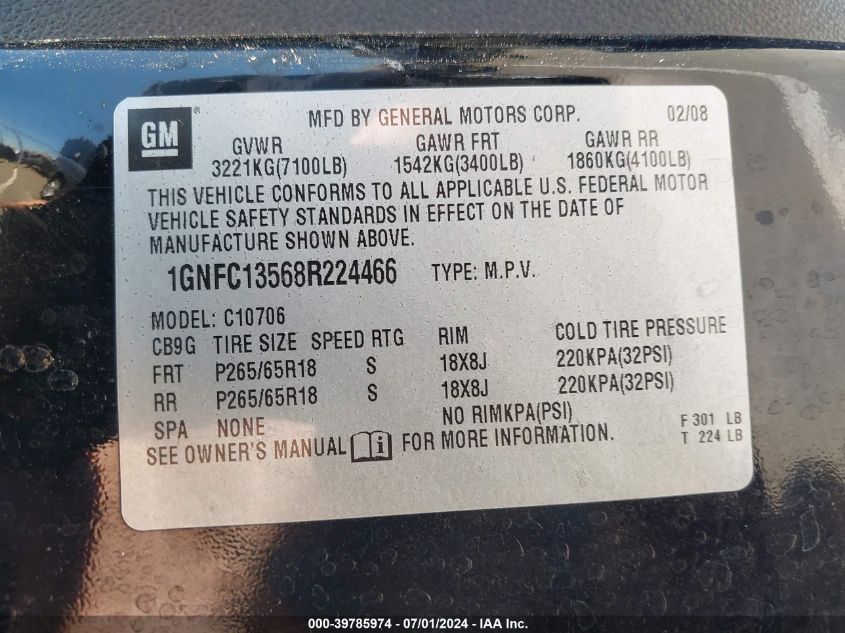 GM ® MFD BY GENERAL MOTORS CORP. 02/08
GVWR GAWR FRT GAWR RR
3221KG(7100LB) 1542KG(3400LB) 1860KG(4100LB)
THIS VEHICLE CONFORMS TO ALL APPLICABLE U.S. FEDERAL MOTOR
VEHICLE SAFETY STANDARDS IN EFFECT ON THE DATE OF
MANUFACTURE SHOWN ABOVE.
1GNFC13568R224466 TYPE: M.P.V.
MODEL: C10706
CB9G TIRE SIZE SPEED RTG RIM COLD TIRE PRESSURE
FRT P265/65R18 S 18X8J 220KPA(32PSI)
RR P265/65R18 S 18X8J 220KPA(32PSI)
SPA NONE NO RIMKPA(PSI) F 301 LB
SEE OWNER'S MANUAL i FOR MORE INFORMATION. T 224 LB
000-39785974 / 07/01/2024 - IAA Inc.